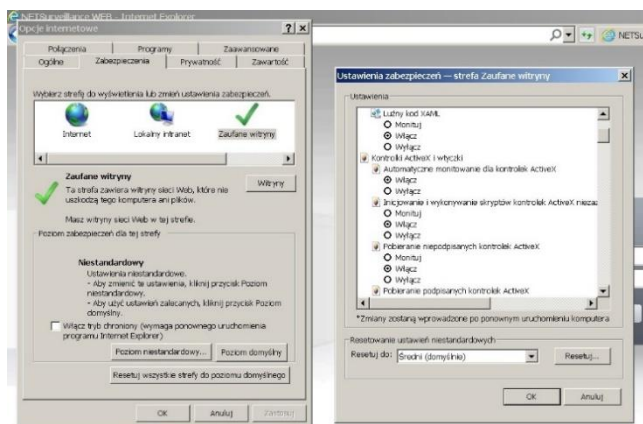 NETSurveillance WEB - Internet Explorer
Opcje internetowe
Połączenia
Programy
Zaawansowane
Ogólne
Zabezpieczenia
Prywatność
Zawartość
Wybierz strefę do wyświetlenia lub zmień ustawienia zabezpieczeń.
Internet
Lokalny intranet
Zaufane witryny
Zaufane witryny
Ta strefa zawiera witryny sieci Web, które nie
uszkodzą tego komputera ani plików.
Witryny
Masz witryny sieci Web w tej strefie.
Poziom zabezpieczeń dla tej strefy
Niestandardowy
Ustawienia niestandardowe.
- Aby zmienić te ustawienia, kliknij przycisk Poziom
niestandardowy.
- Aby użyć ustawień zalecanych, kliknij przycisk Poziom
domyślny.
Włącz tryb chroniony (wymaga ponownego uruchomienia
programu Internet Explorer)
Poziom niestandardowy...
Poziom domyślny
Resetuj wszystkie strefy do poziomu domyślnego
OK
Anuluj
Zastosuj
NETSu
Ustawienia zabezpieczeń — strefa Zaufane witryny
Ustawienia
Luźny kod XAML
Monituj
Włącz
Wyłącz
Kontrolki ActiveX i wtyczki
Automatyczne monitowanie dla kontrolek ActiveX
Włącz
Wyłącz
Inicjowanie i wykonywanie skryptów kontrolek ActiveX niezaz
Monituj
Włącz
Wyłącz
Pobieranie niepodpisanych kontrolek ActiveX
Monituj
Włącz
Wyłącz
Pobieranie podpisanych kontrolek ActiveX
*Zmiany zostaną wprowadzone po ponownym uruchomieniu komputera
Resetowanie ustawień niestandardowych
Resetuj do:
Średni (domyślnie)
Resetuj...
OK
Anuluj